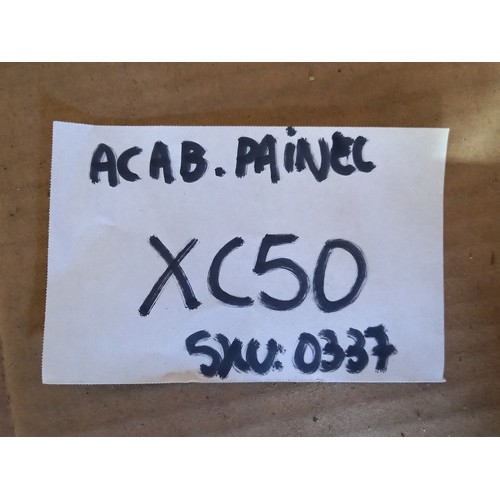 ACAB. PAiNEL
XC50
SKU: 0337